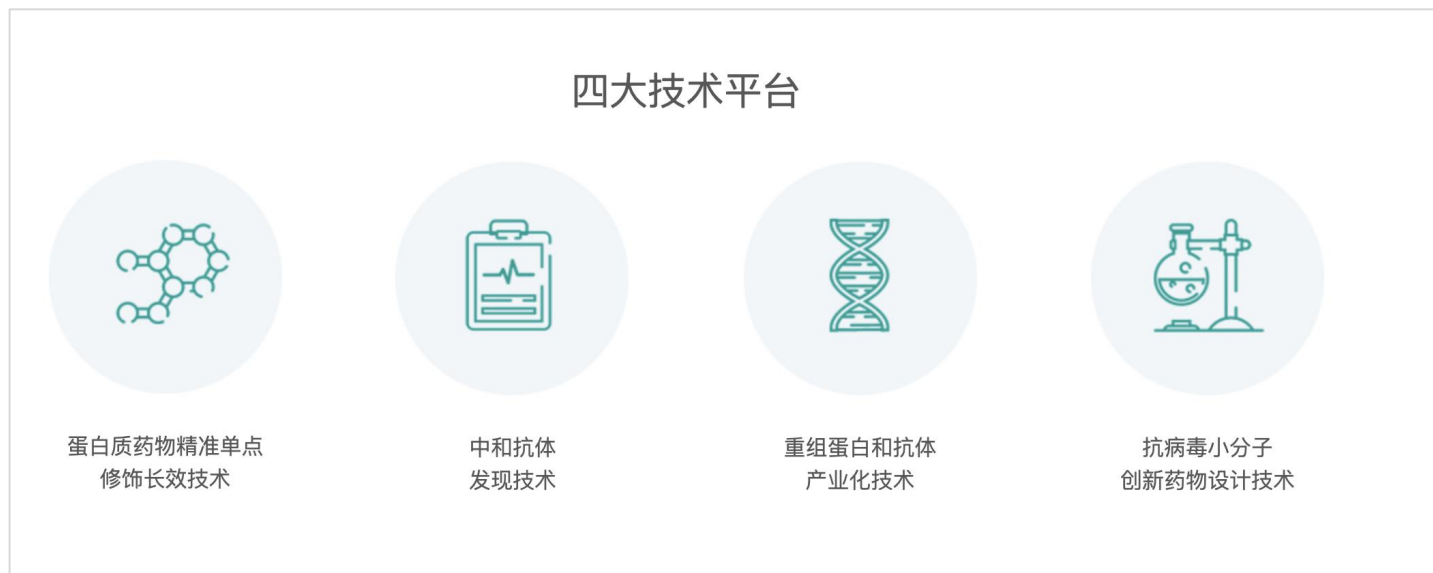 四大技术平台
蛋白质药物精准单点
修饰长效技术
中和抗体
发现技术
重组蛋白和抗体
产业化技术
抗病毒小分子
创新药物设计技术